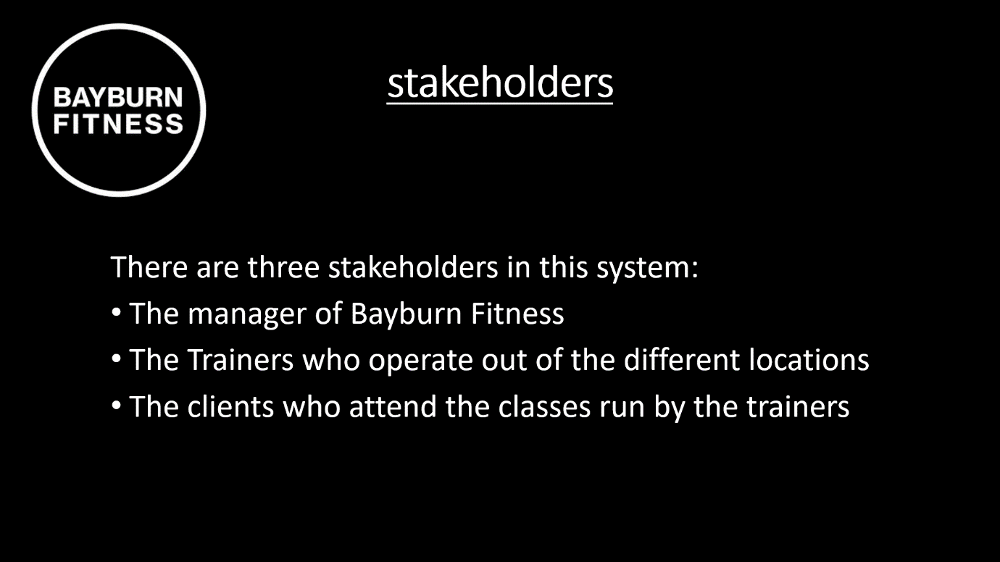 BAYBURN
FITNESS
stakeholders
There are three stakeholders in this system:
• The manager of Bayburn Fitness
• The Trainers who operate out of the different locations
• The clients who attend the classes run by the trainers